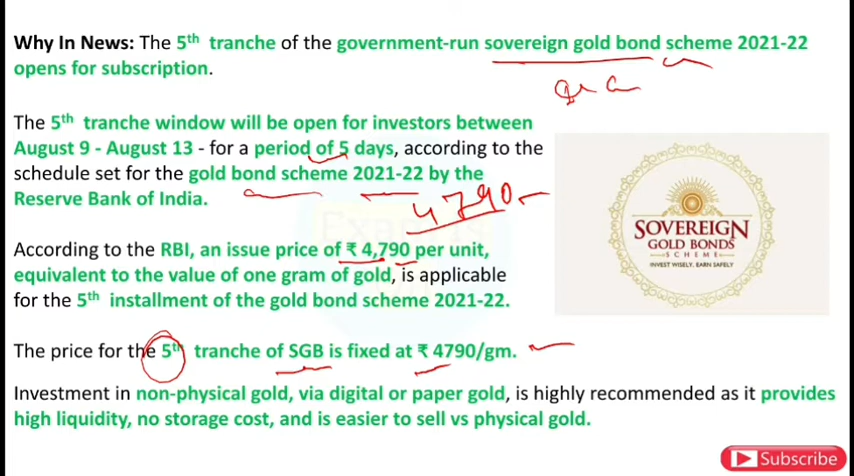 Why In News: The 5th tranche of the government-run sovereign gold bond scheme 2021-22
opens for subscription.
The 5th tranche window will be open for investors between
August 9 - August 13 - for a period of 5 days, according to the
schedule set for the gold bond scheme 2021-22 by the
Reserve Bank of India.
4790
According to the RBI, an issue price of ₹ 4,790 per unit,
equivalent to the value of one gram of gold, is applicable
for the 5th installment of the gold bond scheme 2021-22.
SOVEREIGN
GOLD BONDS
SCHEME
INVEST WISELY. EARN SAFELY
The price for the 5th tranche of SGB is fixed at ₹ 4790/gm.
Investment in non-physical gold, via digital or paper gold, is highly recommended as it provides
high liquidity, no storage cost, and is easier to sell vs physical gold.
Subscribe